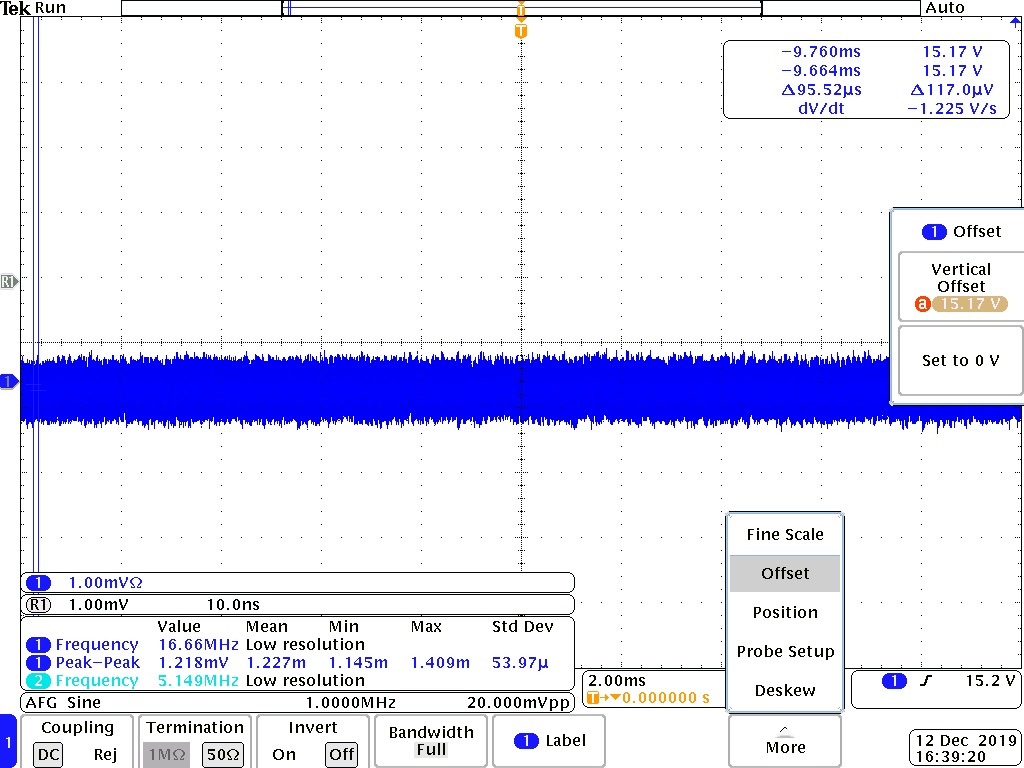 Tek Run Auto
T
T
−9.760ms 15.17 V
−9.664ms 15.17 V
Δ95.52μs Δ117.0μV
dV/dt −1.225 V/s
R1
1 Offset
Vertical
Offset
a 15.17 V
Set to 0 V
1
Fine Scale
Offset
Position
Probe Setup
Deskew
1 1.00mVΩ
R1 1.00mV 10.0ns
Value Mean Min Max Std Dev
1 Frequency 16.66MHz Low resolution
1 Peak−Peak 1.218mV 1.227m 1.145m 1.409m 53.97μ
2 Frequency 5.149MHz Low resolution
AFG Sine 1.0000MHz 20.000mVpp
2.00ms
T→▼0.000000 s
1 15.2 V
1
Coupling
DC Rej
Termination
1MΩ 50Ω
Invert
On Off
Bandwidth
Full
1 Label
More
12 Dec 2019
16:39:20